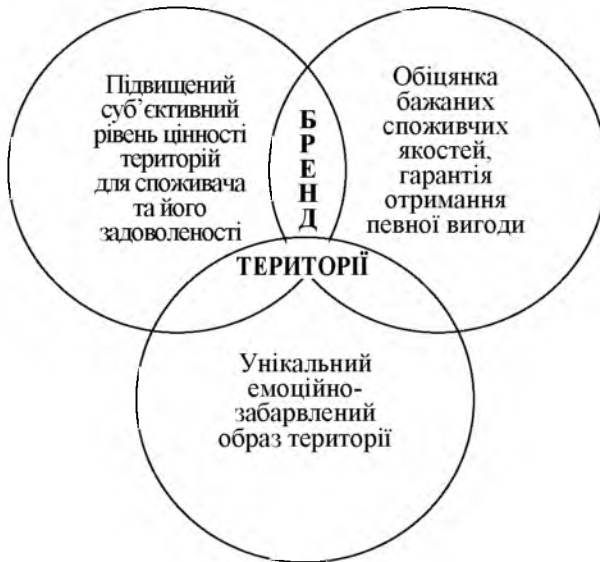 Підвищений
суб’єктивний
рівень цінності
територій
для споживача
та його
задоволеності
БРЕНД
Обіцянка
бажаних
споживчих
якостей,
гарантія
отримання
певної вигоди
ТЕРИТОРІЇ
Унікальний
емоційно-
забарвлений
образ території